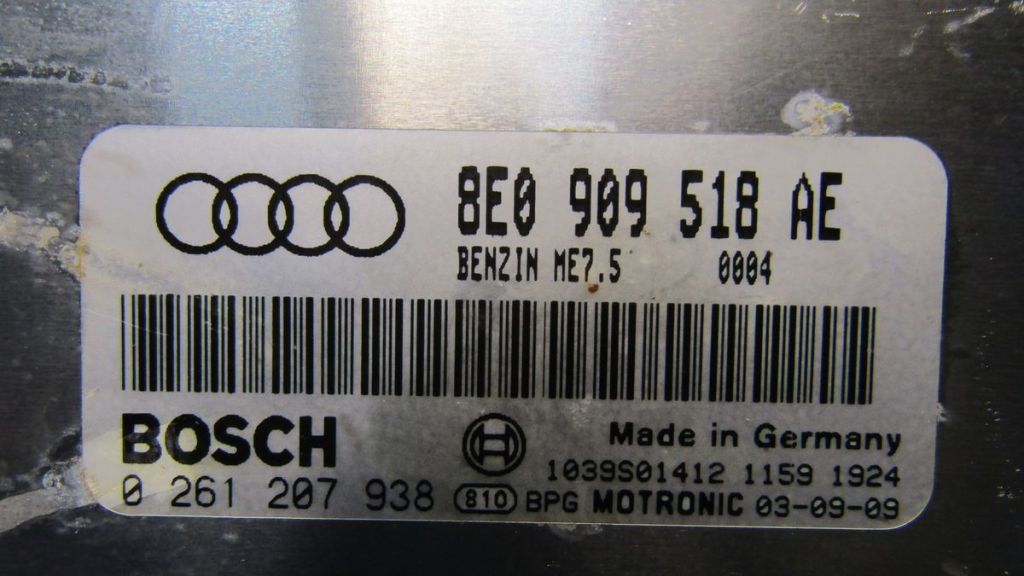 8E0 909 518 AE
BENZIN ME7.5 0004
BOSCH
Made in Germany
1039S01412 1159 1924
0 261 207 938 810 BPG MOTRONIC 03-09-09